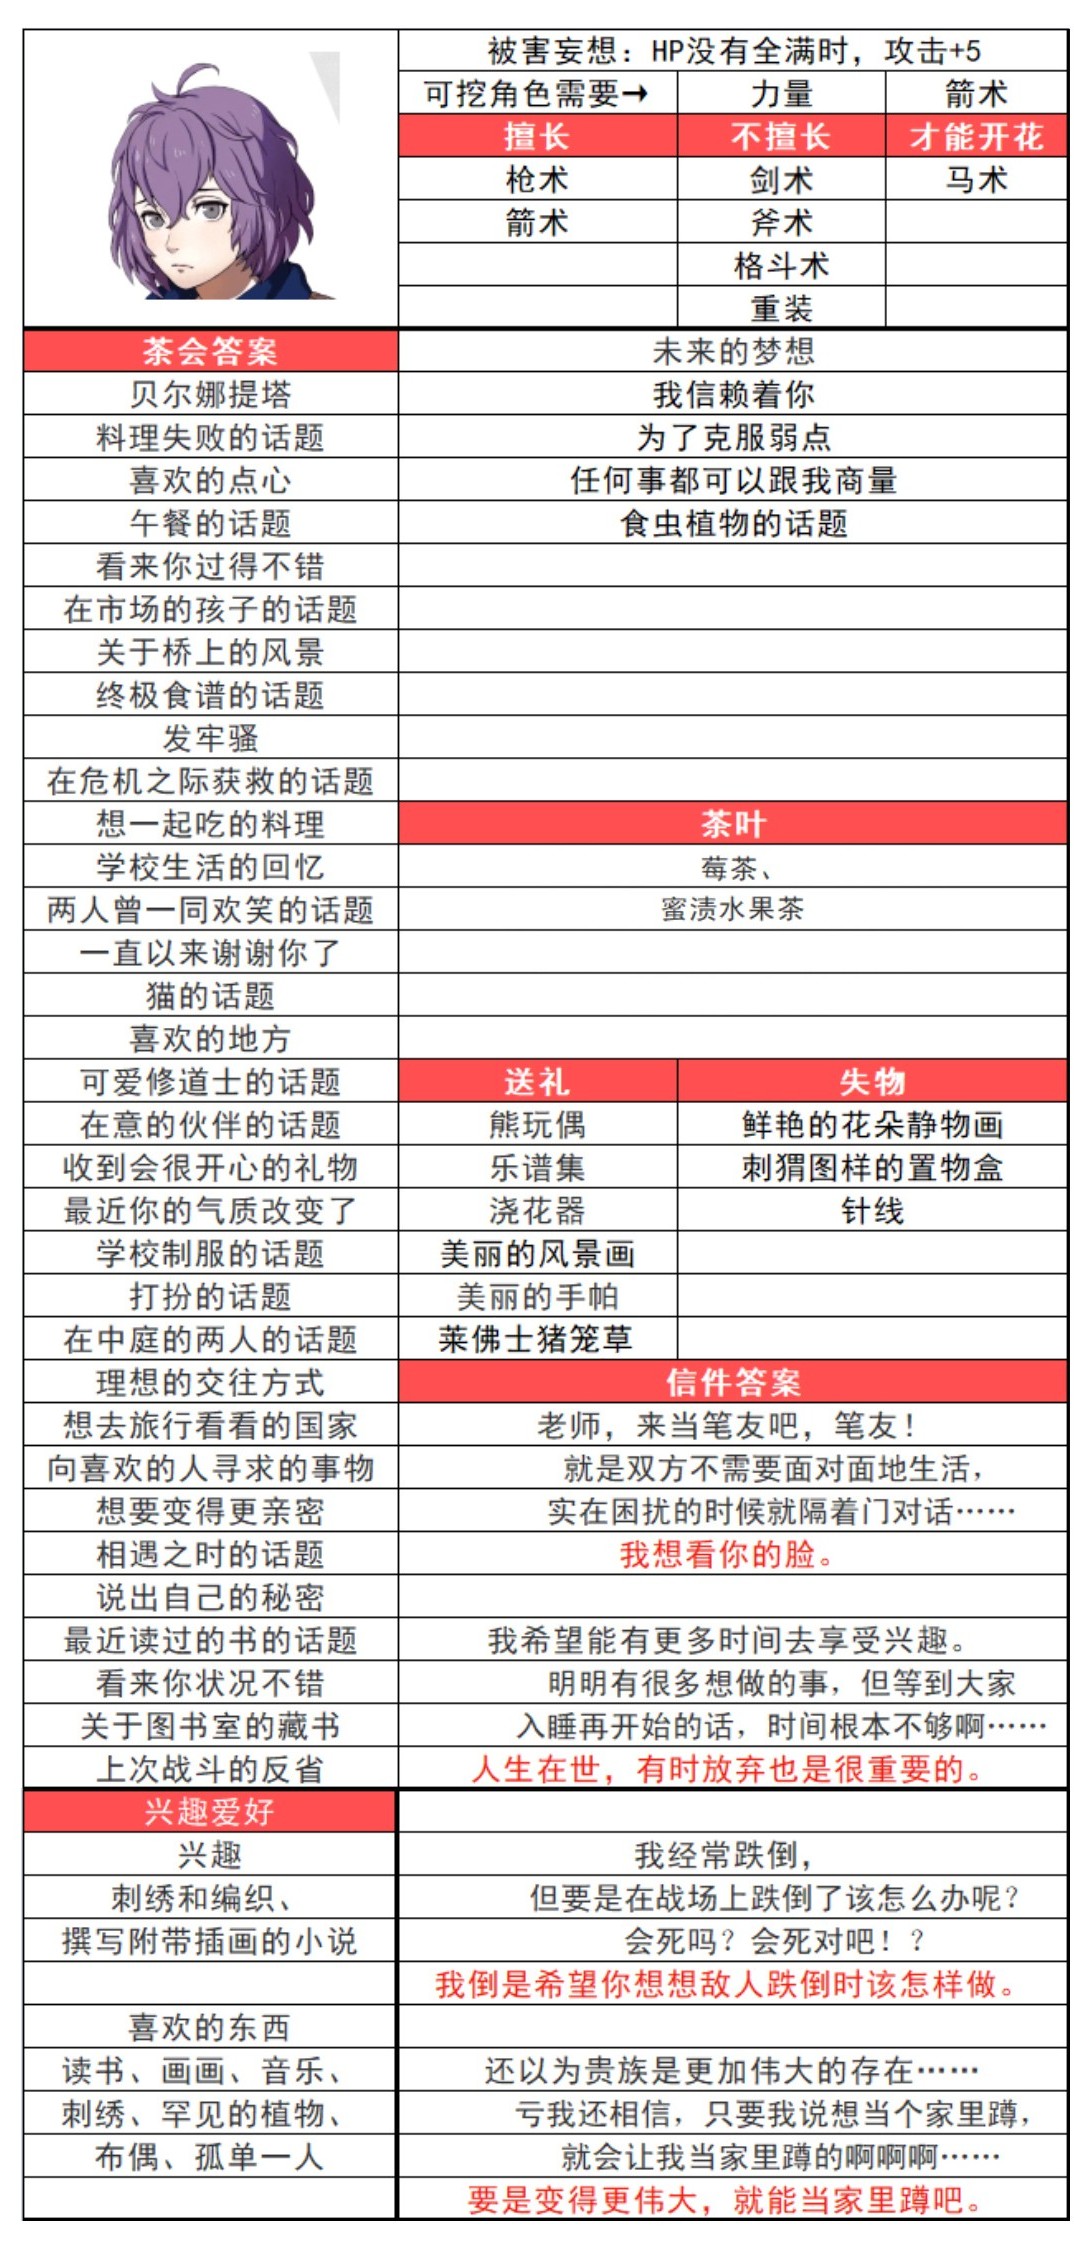 被害妄想：HP没有全满时，攻击+5
可挖角色需要→ 力量 箭术
擅长 不擅长 才能开花
枪术 剑术 马术
箭术 斧术
格斗术
重装
茶会答案 未来的梦想
贝尔娜提塔 我信赖着你
料理失败的话题 为了克服弱点
喜欢的点心 任何事都可以跟我商量
午餐的话题 食虫植物的话题
看来你过得不错
在市场的孩子的话题
关于桥上的风景
终极食谱的话题
发牢骚
在危机之际获救的话题
想一起吃的料理 茶叶
学校生活的回忆 莓茶、
两人曾一同欢笑的话题 蜜渍水果茶
一直以来谢谢你了
猫的话题
喜欢的地方
可爱修道士的话题 送礼 失物
在意的伙伴的话题 熊玩偶 鲜艳的花朵静物画
收到会很开心的礼物 乐谱集 刺猬图样的置物盒
最近你的气质改变了 浇花器 针线
学校制服的话题 美丽的风景画
打扮的话题 美丽的手帕
在中庭的两人的话题 莱佛士猪笼草
理想的交往方式 信件答案
想去旅行看看的国家 老师，来当笔友吧，笔友！
向喜欢的人寻求的事物 就是双方不需要面对面地生活，
想要变得更亲密 实在困扰的时候就隔着门对话……
相遇之时的话题 我想看你的脸。
说出自己的秘密
最近读过的书的话题 我希望能有更多时间去享受兴趣。
看来你状况不错 明明有很多想做的事，但等到大家
关于图书室的藏书 入睡再开始的话，时间根本不够啊……
上次战斗的反省 人生在世，有时放弃也是很重要的。
兴趣爱好
兴趣 我经常跌倒，
刺绣和编织、 但要是在战场上跌倒了该怎么办呢？
撰写附带插画的小说 会死吗？会死对吧！？
我倒是希望你想想敌人跌倒时该怎样做。
喜欢的东西
读书、画画、音乐、 还以为贵族是更加伟大的存在……
刺绣、罕见的植物、 亏我还相信，只要我说想当个家里蹲，
布偶、孤单一人 就会让我当家里蹲的啊啊啊……
要是变得更伟大，就能当家里蹲吧。